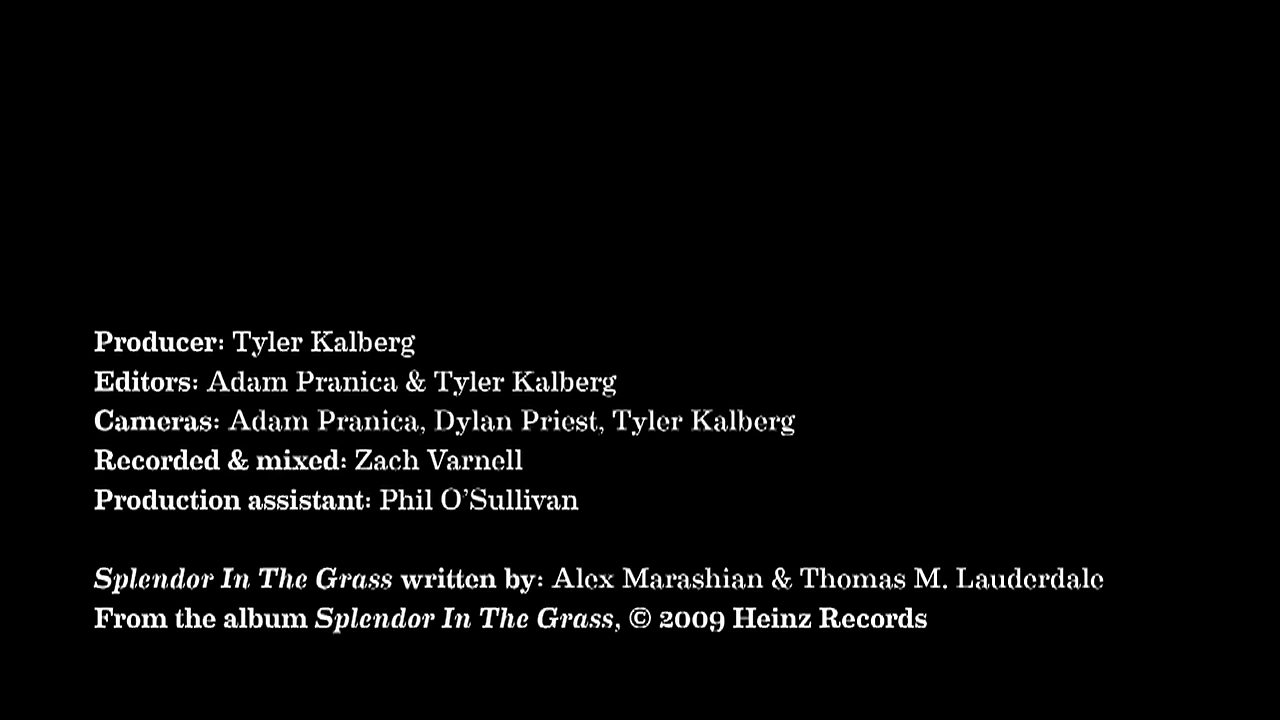 Producer: Tyler Kalberg
Editors: Adam Pranica & Tyler Kalberg
Cameras: Adam Pranica, Dylan Priest, Tyler Kalberg
Recorded & mixed: Zach Varnell
Production assistant: Phil O’Sullivan
Splendor In The Grass written by: Alex Marashian & Thomas M. Lauderdale
From the album Splendor In The Grass, © 2009 Heinz Records